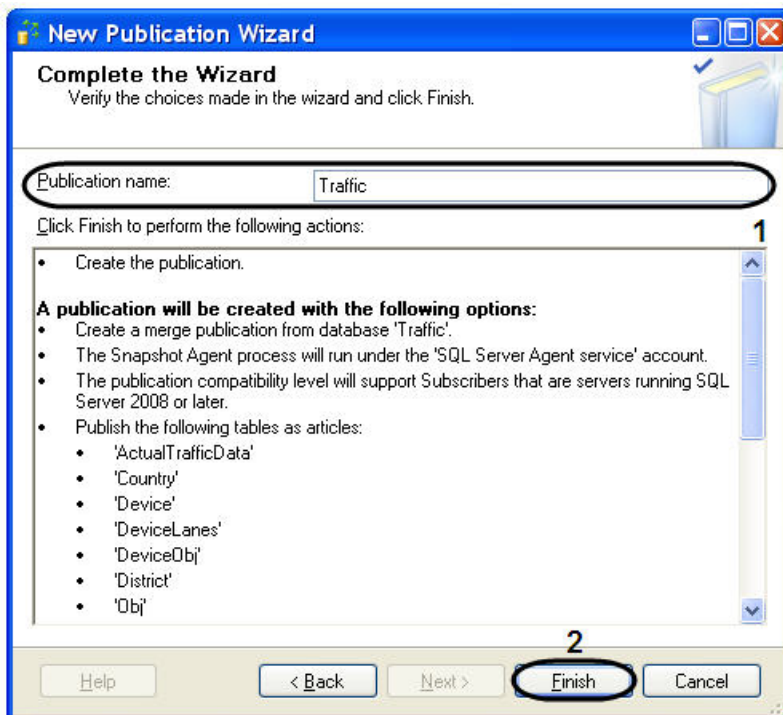 New Publication Wizard
Complete the Wizard
Verify the choices made in the wizard and click Finish.
Publication name: Traffic
Click Finish to perform the following actions:
1
• Create the publication.
A publication will be created with the following options:
• Create a merge publication from database 'Traffic'.
• The Snapshot Agent process will run under the 'SQL Server Agent service' account.
• The publication compatibility level will support Subscribers that are servers running SQL
Server 2008 or later.
• Publish the following tables as articles:
• 'ActualTrafficData'
• 'Country'
• 'Device'
• 'DeviceLanes'
• 'DeviceObj'
• 'District'
• 'Obj'
2
Help < Back Next > Finish Cancel